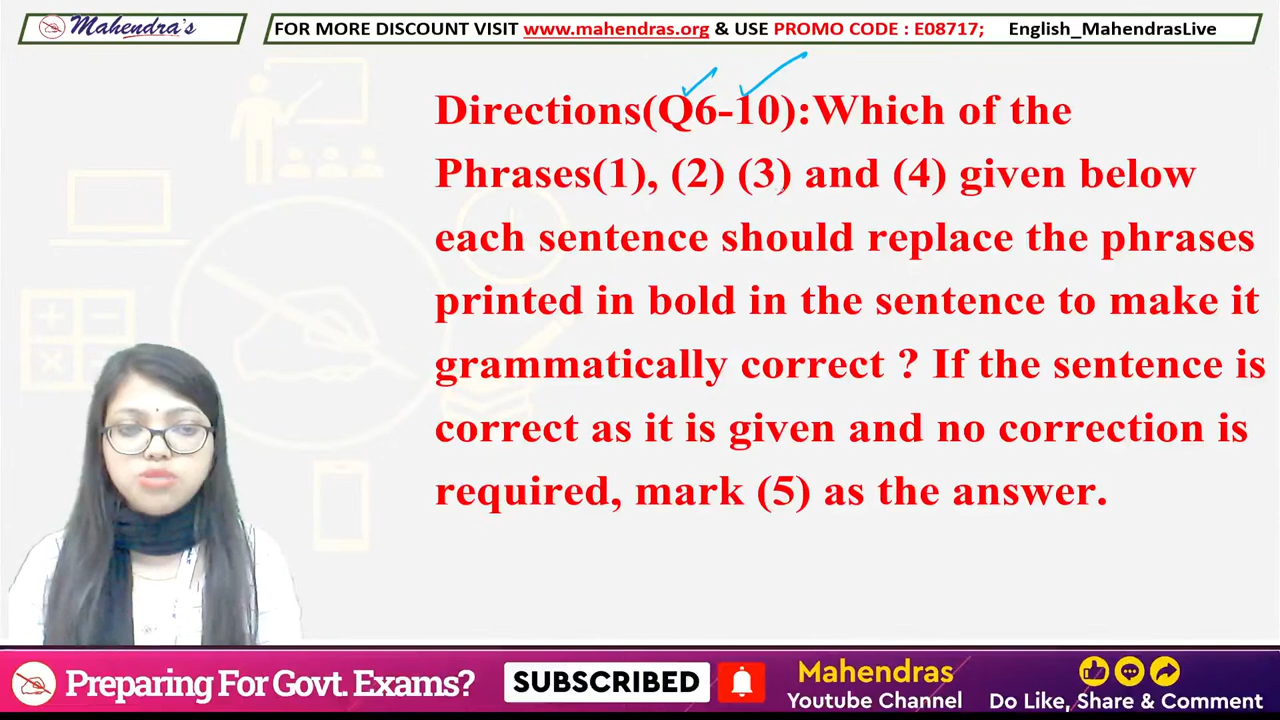 Mahendra's
FOR MORE DISCOUNT VISIT www.mahendras.org & USE PROMO CODE : E08717; English_MahendrasLive
Directions(Q6-10):Which of the
Phrases(1), (2) (3) and (4) given below
each sentence should replace the phrases
printed in bold in the sentence to make it
grammatically correct ? If the sentence is
correct as it is given and no correction is
required, mark (5) as the answer.
Preparing For Govt. Exams?
SUBSCRIBED
Mahendras
Youtube Channel
Do Like, Share & Comment